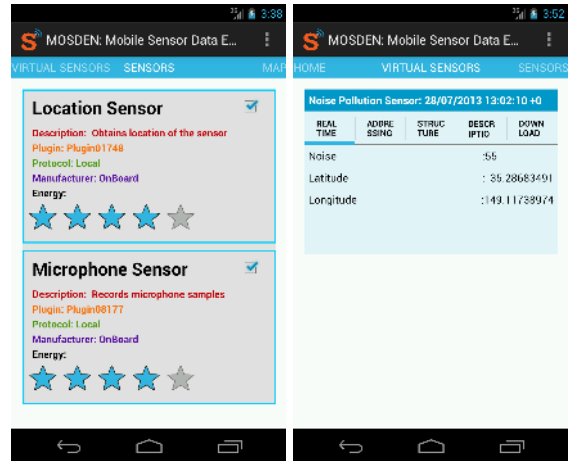 3:38
MOSDEN: Mobile Sensor Data E...
VIRTUAL SENSORS SENSORS MAP
Location Sensor
Description: Obtains location of the sensor
Plugin: Plugin01748
Protocol: Local
Manufacturer: OnBoard
Energy:
Microphone Sensor
Description: Records microphone samples
Plugin: Plugin08177
Protocol: Local
Manufacturer: OnBoard
Energy:
3:52
MOSDEN: Mobile Sensor Data E...
HOME VIRTUAL SENSORS SENSORS
Noise Pollution Sensor: 28/07/2013 13:02:10 +0
REAL ADDRE STRUC DESCR DOWN
TIME SSING TURE IPTIO LOAD
Noise :55
Latitude : 35.28683491
Longitude :149.11738974